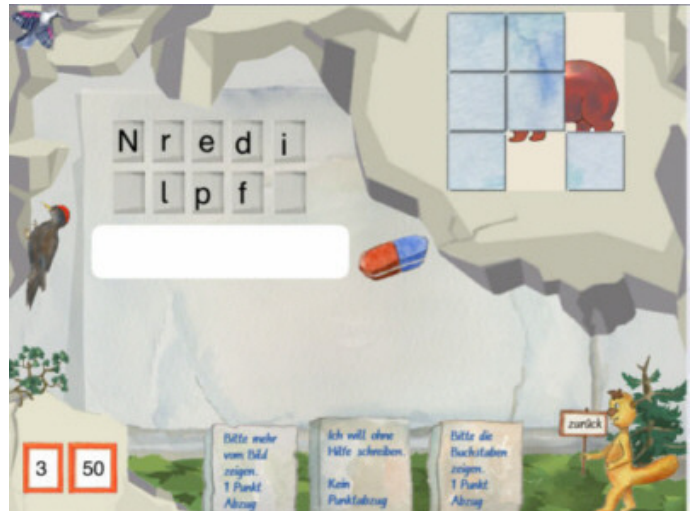 N r e d i
l p f
3 50
Bitte mehr
vom Bild
zeigen.
1 Punkt
Abzug
Ich will ohne
Hilfe schreiben.
Kein
Punktabzug
Bitte die
Buchstaben
zeigen.
1 Punkt
Abzug
zurück